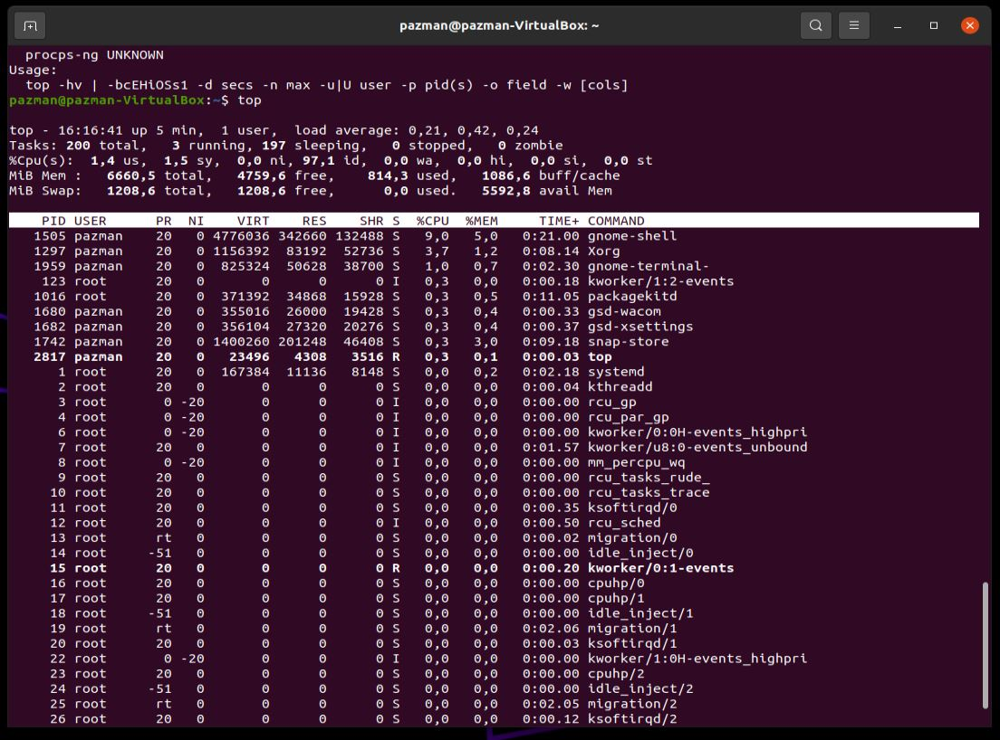 pazman@pazman-VirtualBox: ~
procps-ng UNKNOWN
Usage:
top -hv | -bcEHiOSs1 -d secs -n max -u|U user -p pid(s) -o field -w [cols]
pazman@pazman-VirtualBox:~$ top
top - 16:16:41 up 5 min,  1 user,  load average: 0,21, 0,42, 0,24
Tasks: 200 total,   3 running, 197 sleeping,   0 stopped,   0 zombie
%Cpu(s):  1,4 us,  1,5 sy,  0,0 ni, 97,1 id,  0,0 wa,  0,0 hi,  0,0 si,  0,0 st
MiB Mem :   6660,5 total,   4759,6 free,    814,3 used,   1086,6 buff/cache
MiB Swap:   1208,6 total,   1208,6 free,      0,0 used.   5592,8 avail Mem
PID USER      PR  NI    VIRT    RES    SHR S  %CPU  %MEM     TIME+ COMMAND
1505 pazman    20   0 4776036 342660 132488 S   9,0   5,0   0:21.00 gnome-shell
1297 pazman    20   0 1156392  83192  52736 S   3,7   1,2   0:08.14 Xorg
1959 pazman    20   0  825324  50628  38700 S   1,0   0,7   0:02.30 gnome-terminal-
123 root      20   0       0      0      0 I   0,3   0,0   0:00.18 kworker/1:2-events
1016 root      20   0  371392  34868  15928 S   0,3   0,5   0:11.05 packagekitd
1680 pazman    20   0  355016  26000  19428 S   0,3   0,4   0:00.33 gsd-wacom
1682 pazman    20   0  356104  27320  20276 S   0,3   0,4   0:00.37 gsd-xsettings
1742 pazman    20   0 1400260 201248  46408 S   0,3   3,0   0:09.18 snap-store
2817 pazman    20   0   23496   4308   3516 R   0,3   0,1   0:00.03 top
1 root      20   0  167384  11136   8148 S   0,0   0,2   0:02.18 systemd
2 root      20   0       0      0      0 S   0,0   0,0   0:00.04 kthreadd
3 root       0 -20       0      0      0 I   0,0   0,0   0:00.00 rcu_gp
4 root       0 -20       0      0      0 I   0,0   0,0   0:00.00 rcu_par_gp
6 root       0 -20       0      0      0 I   0,0   0,0   0:00.00 kworker/0:0H-events_highpri
7 root      20   0       0      0      0 I   0,0   0,0   0:01.57 kworker/u8:0-events_unbound
8 root       0 -20       0      0      0 I   0,0   0,0   0:00.00 mm_percpu_wq
9 root      20   0       0      0      0 S   0,0   0,0   0:00.00 rcu_tasks_rude_
10 root      20   0       0      0      0 S   0,0   0,0   0:00.00 rcu_tasks_trace
11 root      20   0       0      0      0 S   0,0   0,0   0:00.35 ksoftirqd/0
12 root      20   0       0      0      0 I   0,0   0,0   0:00.50 rcu_sched
13 root      rt   0       0      0      0 S   0,0   0,0   0:00.02 migration/0
14 root     -51   0       0      0      0 S   0,0   0,0   0:00.00 idle_inject/0
15 root      20   0       0      0      0 R   0,0   0,0   0:00.20 kworker/0:1-events
16 root      20   0       0      0      0 S   0,0   0,0   0:00.00 cpuhp/0
17 root      20   0       0      0      0 S   0,0   0,0   0:00.00 cpuhp/1
18 root     -51   0       0      0      0 S   0,0   0,0   0:00.00 idle_inject/1
19 root      rt   0       0      0      0 S   0,0   0,0   0:02.06 migration/1
20 root      20   0       0      0      0 S   0,0   0,0   0:00.03 ksoftirqd/1
22 root       0 -20       0      0      0 I   0,0   0,0   0:00.00 kworker/1:0H-events_highpri
23 root      20   0       0      0      0 S   0,0   0,0   0:00.00 cpuhp/2
24 root     -51   0       0      0      0 S   0,0   0,0   0:00.00 idle_inject/2
25 root      rt   0       0      0      0 S   0,0   0,0   0:02.05 migration/2
26 root      20   0       0      0      0 S   0,0   0,0   0:00.12 ksoftirqd/2